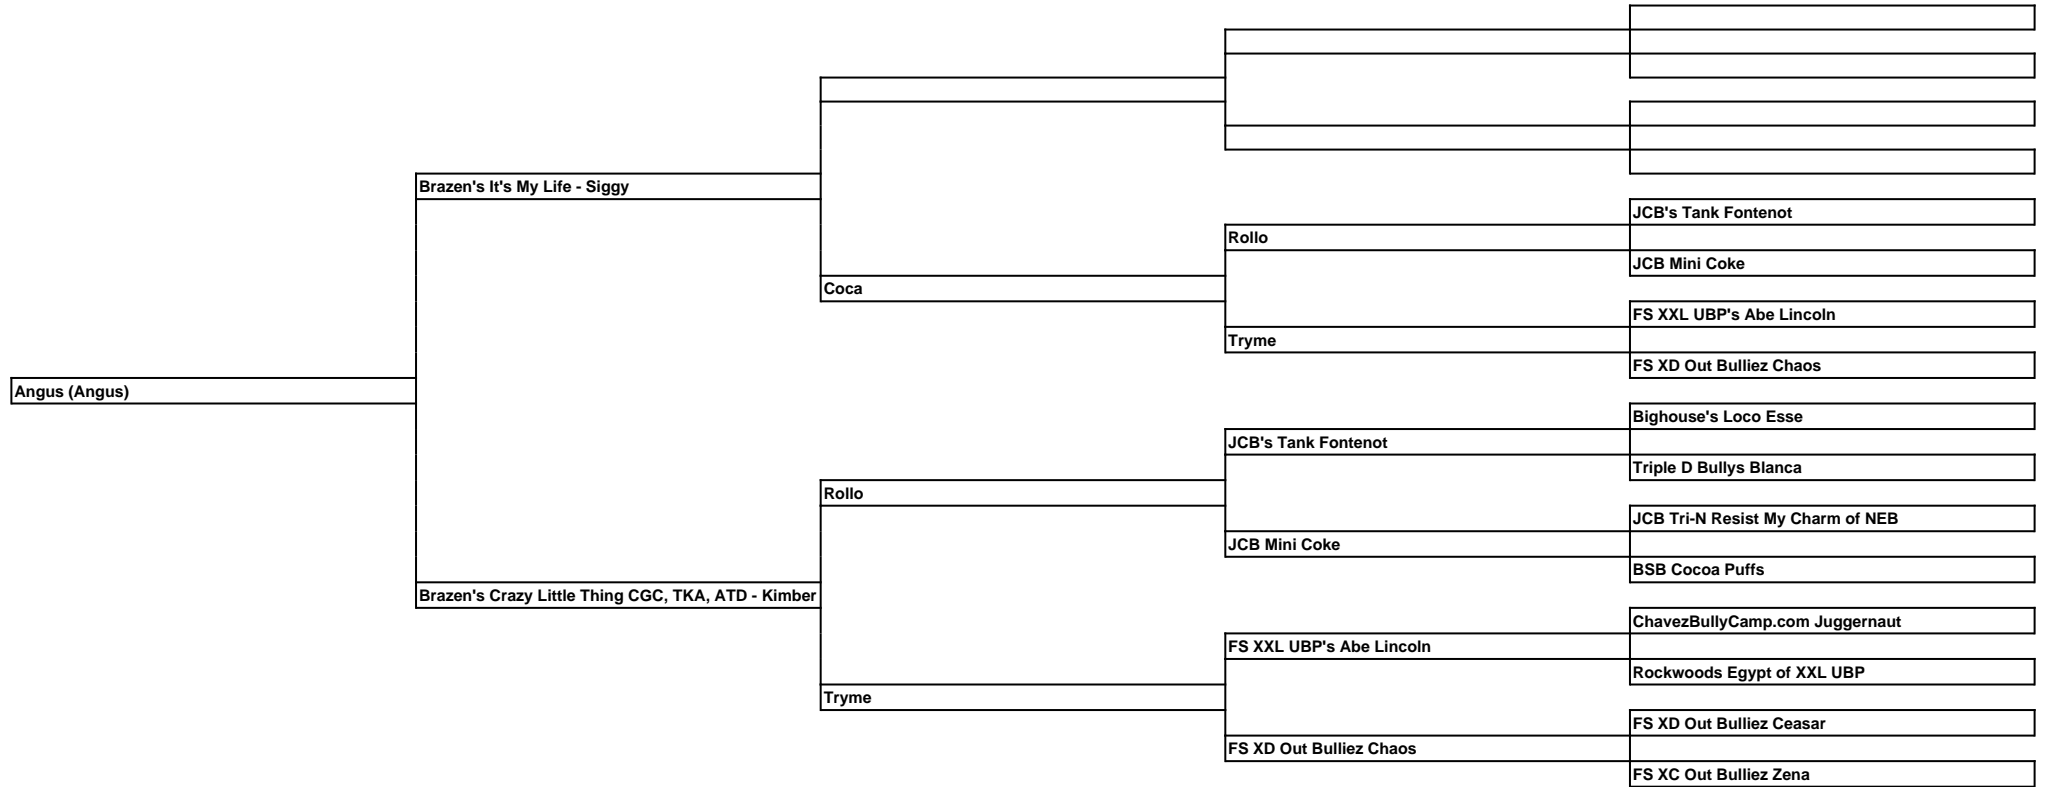 Brazen's It's My Life - Siggy
JCB's Tank Fontenot
Rollo
JCB Mini Coke
Coca
FS XXL UBP's Abe Lincoln
Tryme
FS XD Out Bulliez Chaos
Angus (Angus)
Bighouse's Loco Esse
JCB's Tank Fontenot
Triple D Bullys Blanca
Rollo
JCB Tri-N Resist My Charm of NEB
JCB Mini Coke
BSB Cocoa Puffs
Brazen's Crazy Little Thing CGC, TKA, ATD - Kimber
ChavezBullyCamp.com Juggernaut
FS XXL UBP's Abe Lincoln
Rockwoods Egypt of XXL UBP
Tryme
FS XD Out Bulliez Ceasar
FS XD Out Bulliez Chaos
FS XC Out Bulliez Zena